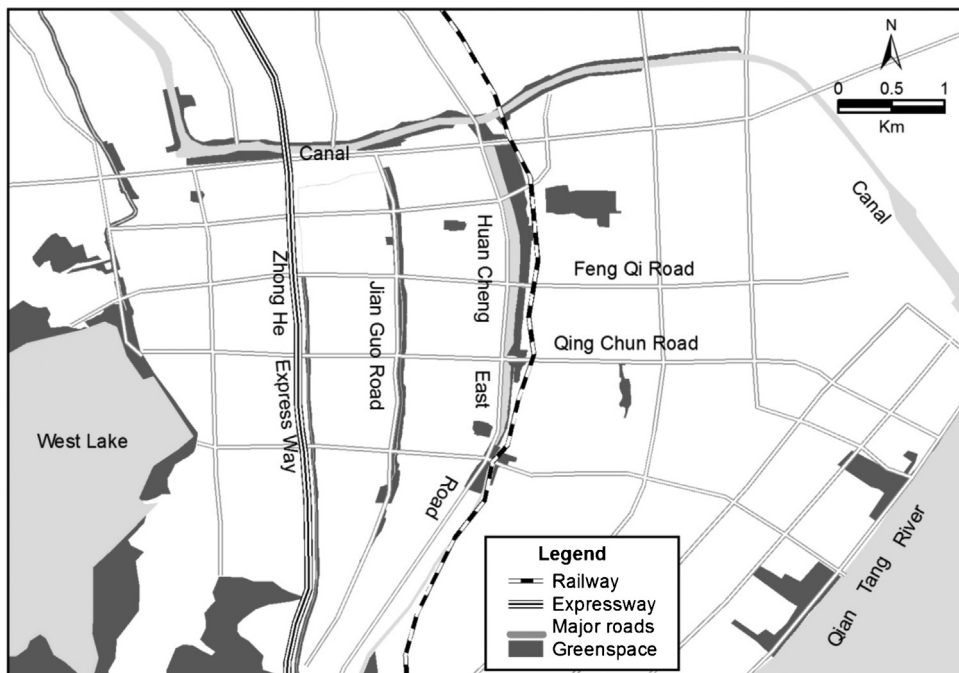 N
0 0.5 1
Km
Canal
Canal
Huan Cheng East Road
Feng Qi Road
Zhong He Express Way
Jian Guo Road
Qing Chun Road
West Lake
Qian Tang River
Legend
Railway
Expressway
Major roads
Greenspace